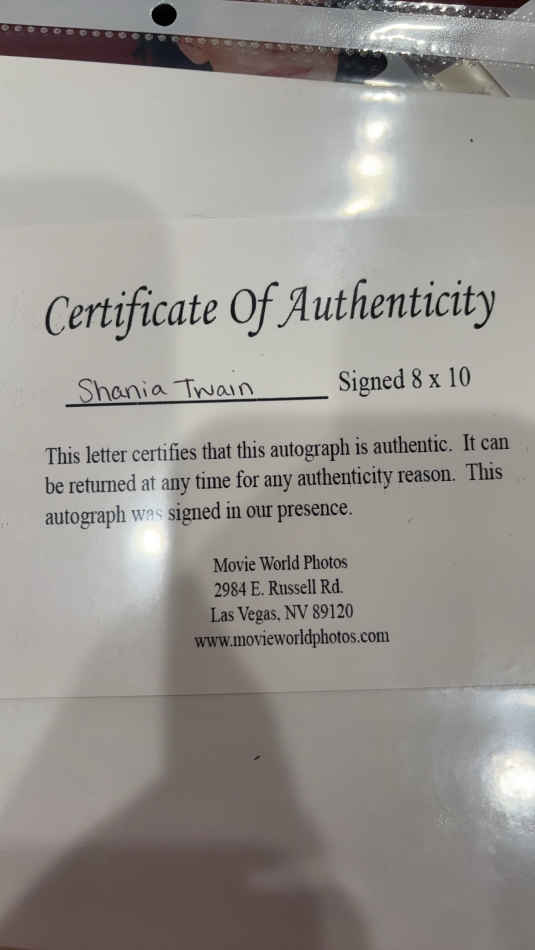 Certificate Of Authenticity
Shania Twain Signed 8 x 10
This letter certifies that this autograph is authentic. It can
be returned at any time for any authenticity reason. This
autograph was signed in our presence.
Movie World Photos
2984 E. Russell Rd.
Las Vegas, NV 89120
www.movieworldphotos.com